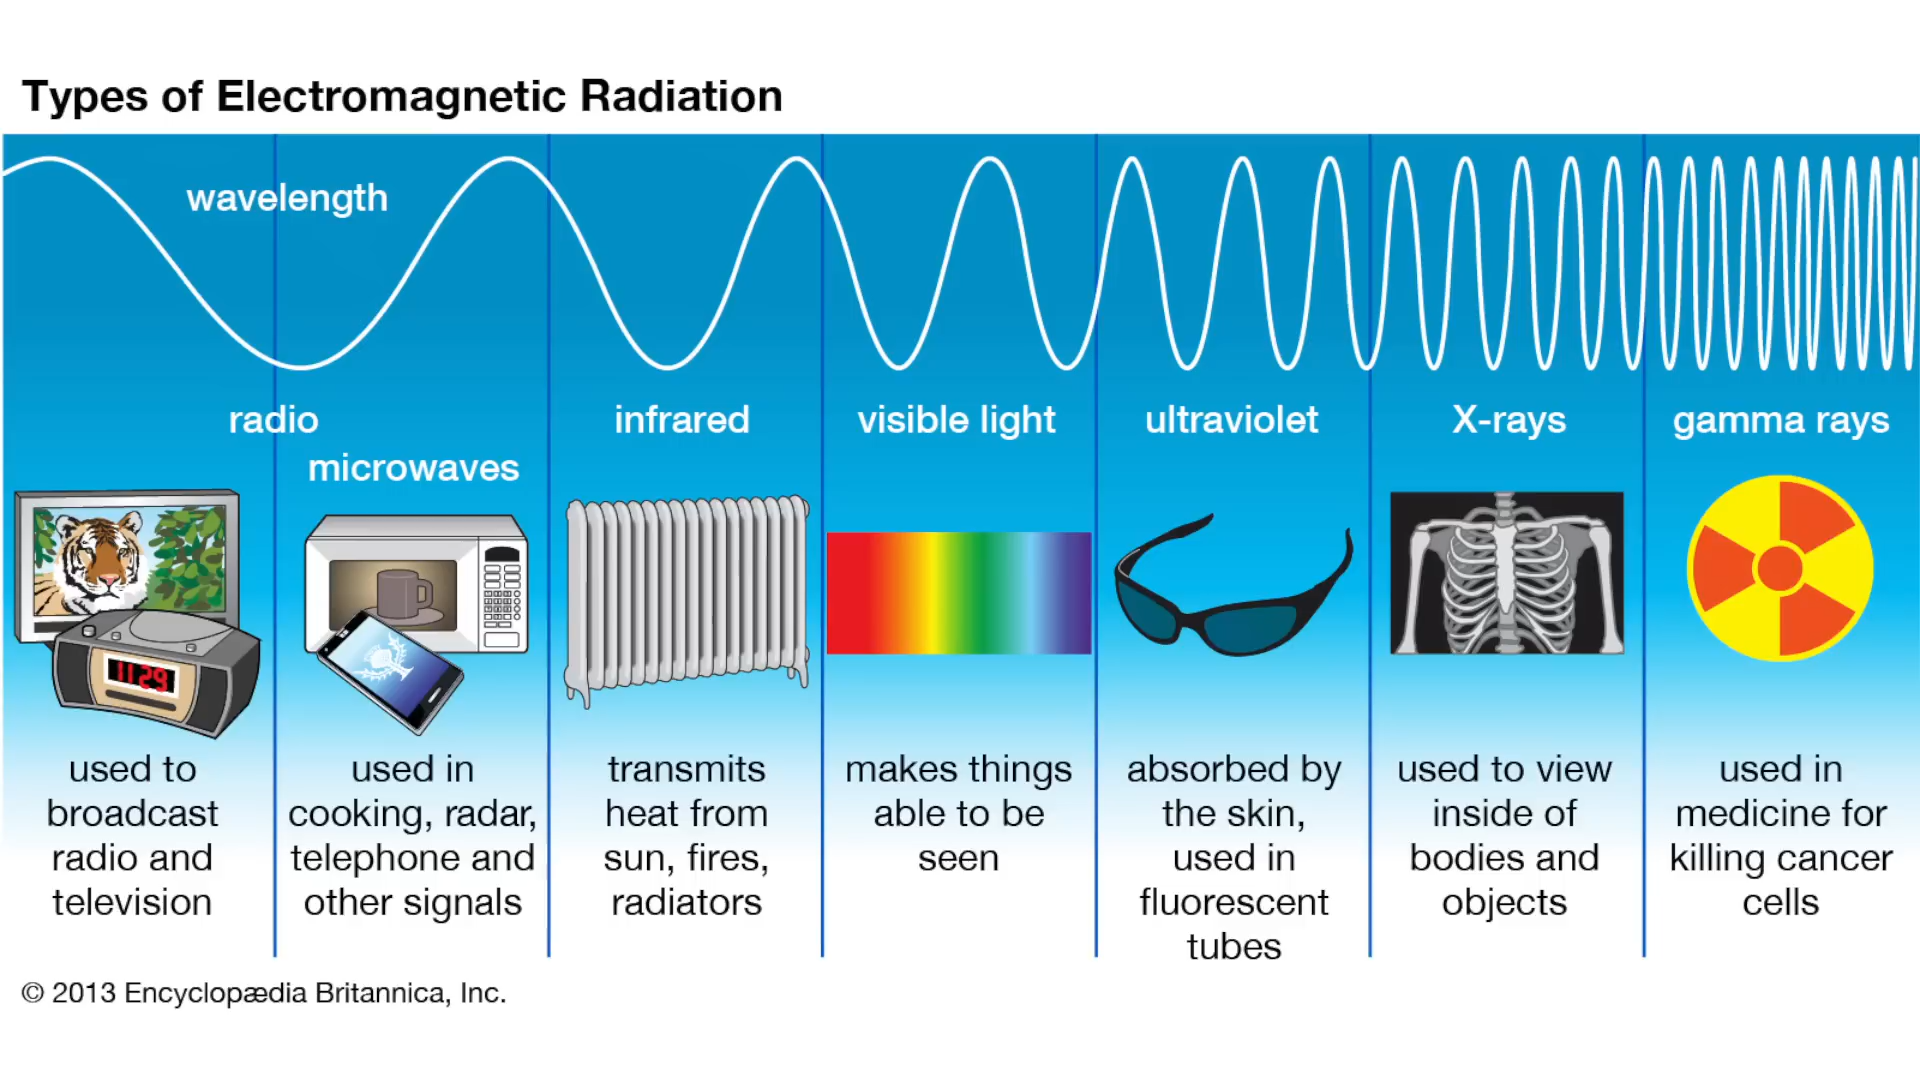 Types of Electromagnetic Radiation
wavelength
radio
microwaves
infrared
visible light
ultraviolet
X-rays
gamma rays
11:29
used to
broadcast
radio and
television
used in
cooking, radar,
telephone and
other signals
transmits
heat from
sun, fires,
radiators
makes things
able to be
seen
absorbed by
the skin,
used in
fluorescent
tubes
used to view
inside of
bodies and
objects
used in
medicine for
killing cancer
cells
© 2013 Encyclopædia Britannica, Inc.